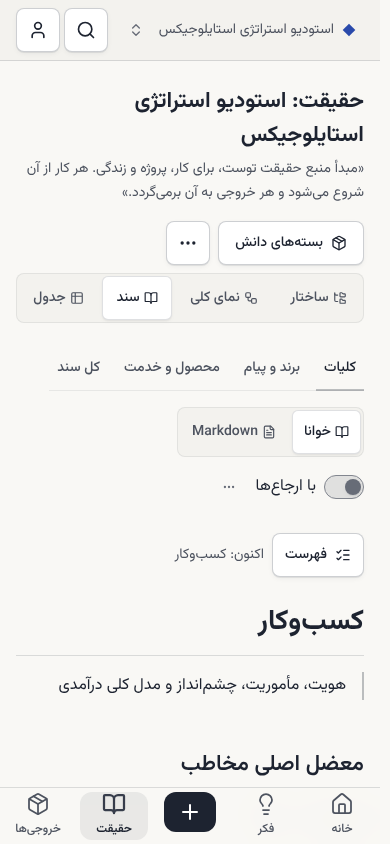 استودیو استراتژی استایلوجیکس
حقیقت: استودیو استراتژی
استایلوجیکس
«مبدأ منبع حقیقت توست، برای کار، پروژه و زندگی. هر کار از آن
شروع می‌شود و هر خروجی به آن برمی‌گردد.»
بسته‌های دانش
ساختار
نمای کلی
سند
جدول
کلیات
برند و پیام
محصول و خدمت
کل سند
خوانا
Markdown
با ارجاع‌ها
فهرست
اکنون: کسب‌وکار
کسب‌وکار
هویت، مأموریت، چشم‌انداز و مدل کلی درآمدی
معضل اصلی مخاطب
خانه
فکر
حقیقت
خروجی‌ها